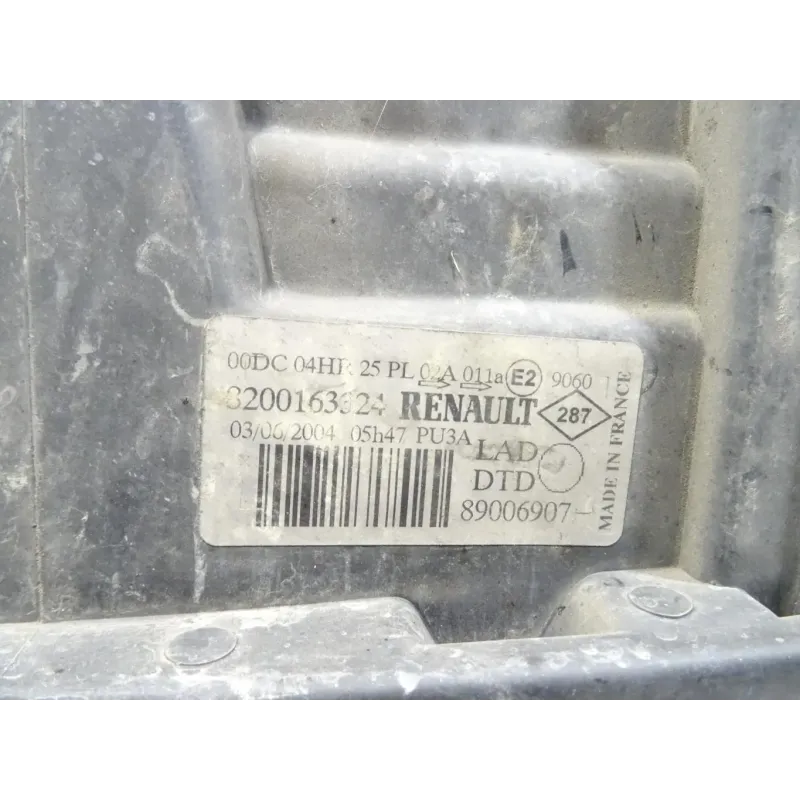 00DC 04HR 25 PL 02A 011a E2 9060
8200163324 RENAULT 287
03/06/2004 05h47 PU3A
LAD
DTD
89006907
MADE IN FRANCE